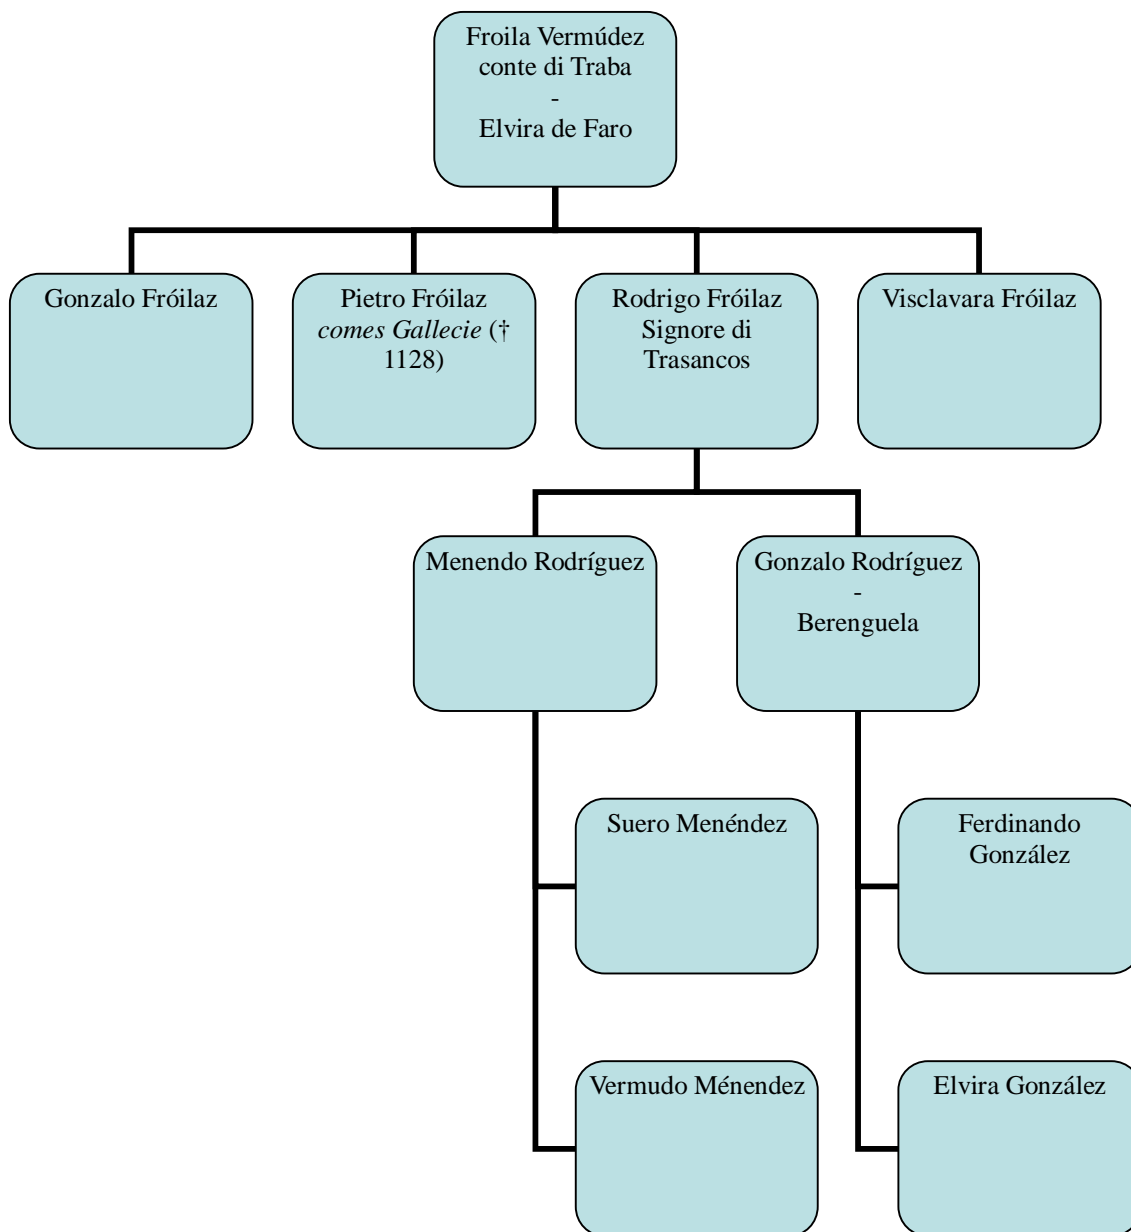 Froila Vermúdez
conte di Traba
-
Elvira de Faro
Gonzalo Fróilaz
Pietro Fróilaz
comes Gallecie (†
1128)
Rodrigo Fróilaz
Signore di
Trasancos
Visclavara Fróilaz
Menendo Rodríguez
Gonzalo Rodríguez
-
Berenguela
Suero Menéndez
Ferdinando
González
Vermudo Ménendez
Elvira González